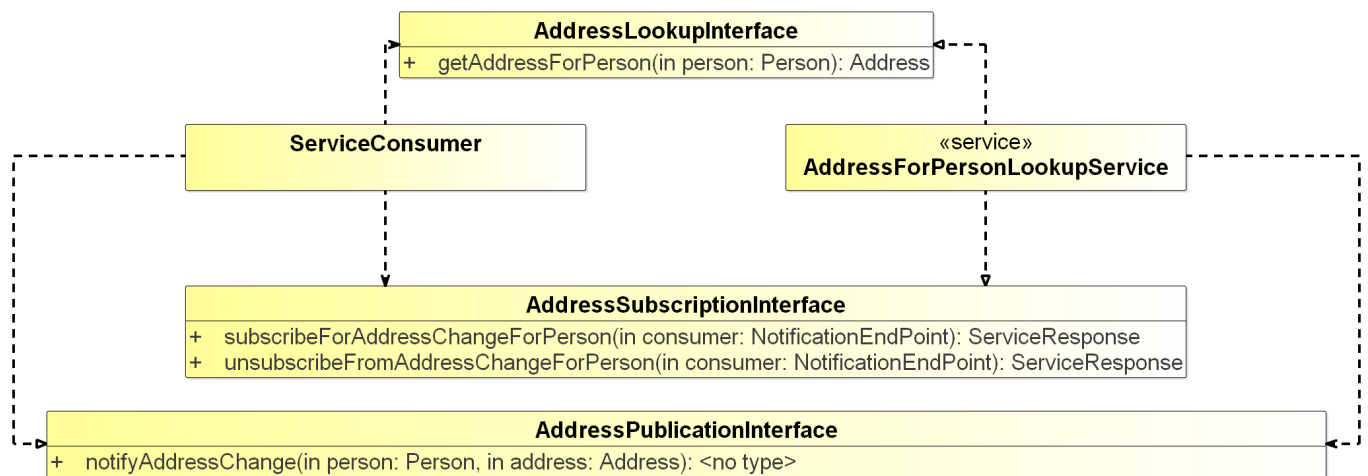 AddressLookupInterface
+ getAddressForPerson(in person: Person): Address
ServiceConsumer
«service»
AddressForPersonLookupService
AddressSubscriptionInterface
+ subscribeForAddressChangeForPerson(in consumer: NotificationEndPoint): ServiceResponse
+ unsubscribeFromAddressChangeForPerson(in consumer: NotificationEndPoint): ServiceResponse
AddressPublicationInterface
+ notifyAddressChange(in person: Person, in address: Address): <no type>